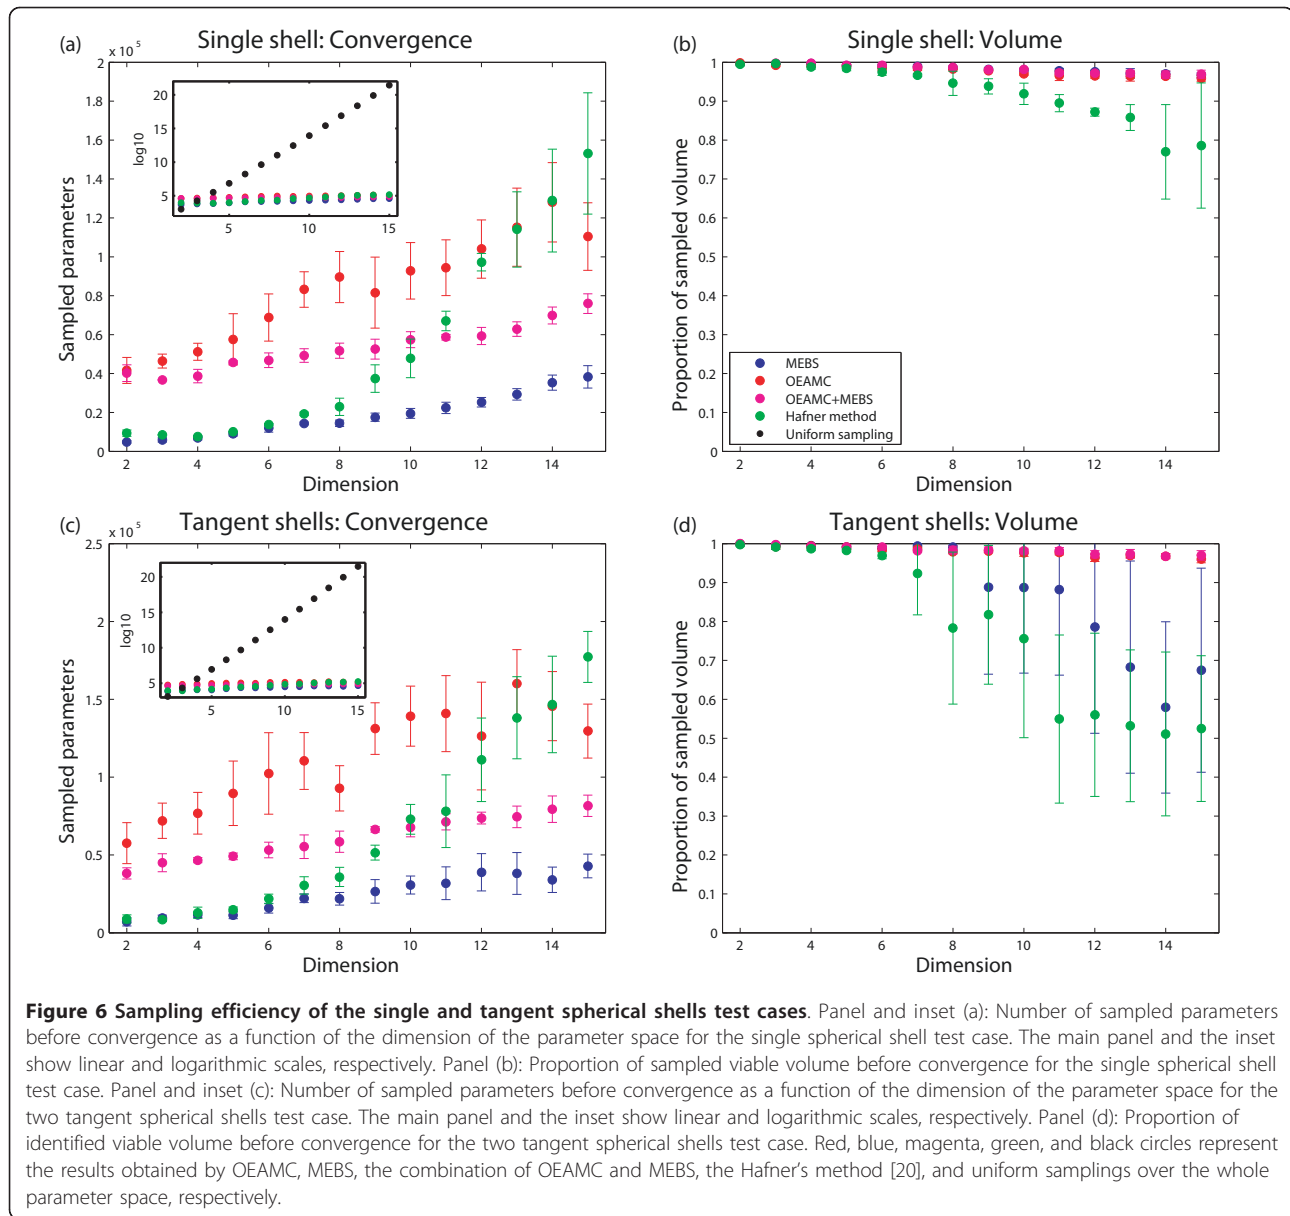 (a)
Single shell: Convergence
x 10 5
2
1.8
1.6
1.4
1.2
1
0.8
0.6
0.4
0.2
0
Sampled parameters
20
15
10
5
log10
5 10 15
2 4 6 8 10 12 14
Dimension
(b)
Single shell: Volume
1
0.9
0.8
0.7
0.6
0.5
0.4
0.3
0.2
0.1
0
Proportion of sampled volume
MEBS
OEAMC
OEAMC+MEBS
Hafner method
Uniform sampling
2 4 6 8 10 12 14
Dimension
(c)
Tangent shells: Convergence
x 10 5
2.5
2
1.5
1
0.5
0
Sampled parameters
20
15
10
5
log10
5 10 15
2 4 6 8 10 12 14
Dimension
(d)
Tangent shells: Volume
1
0.9
0.8
0.7
0.6
0.5
0.4
0.3
0.2
0.1
0
Proportion of sampled volume
2 4 6 8 10 12 14
Dimension
Figure 6 Sampling efficiency of the single and tangent spherical shells test cases. Panel and inset (a): Number of sampled parameters
before convergence as a function of the dimension of the parameter space for the single spherical shell test case. The main panel and the inset
show linear and logarithmic scales, respectively. Panel (b): Proportion of sampled viable volume before convergence for the single spherical shell
test case. Panel and inset (c): Number of sampled parameters before convergence as a function of the dimension of the parameter space for the
two tangent spherical shells test case. The main panel and the inset show linear and logarithmic scales, respectively. Panel (d): Proportion of
identified viable volume before convergence for the two tangent spherical shells test case. Red, blue, magenta, green, and black circles represent
the results obtained by OEAMC, MEBS, the combination of OEAMC and MEBS, the Hafner's method [20], and uniform samplings over the whole
parameter space, respectively.